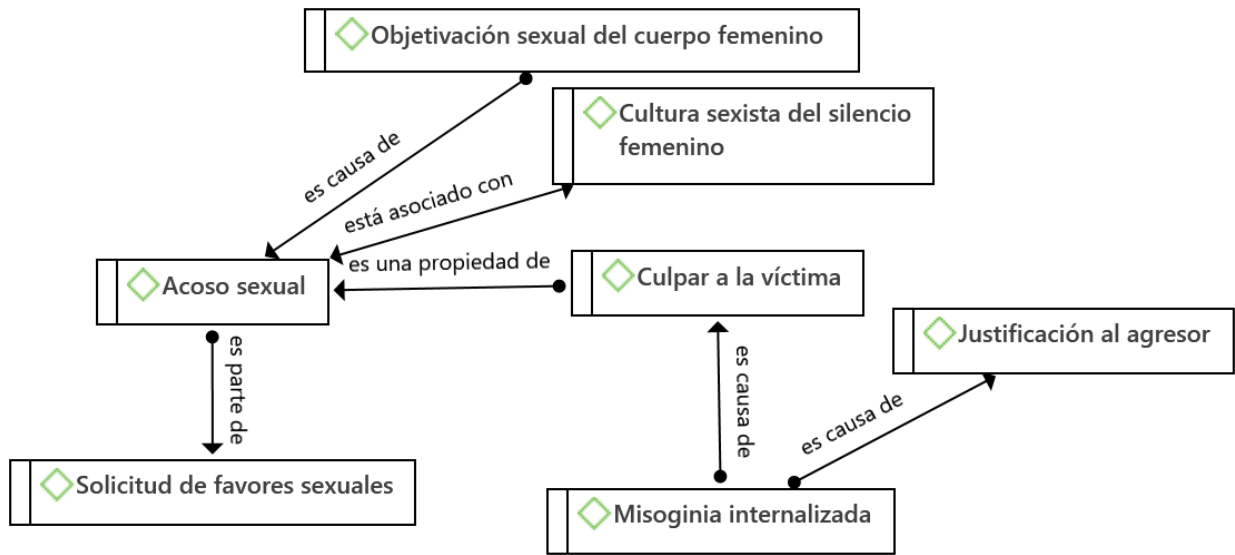 Objetivación sexual del cuerpo femenino
Cultura sexista del silencio
femenino
es causa de
está asociado con
es una propiedad de
Acoso sexual
Culpar a la víctima
Justificación al agresor
es parte de
es causa de
es causa de
Solicitud de favores sexuales
Misoginia internalizada